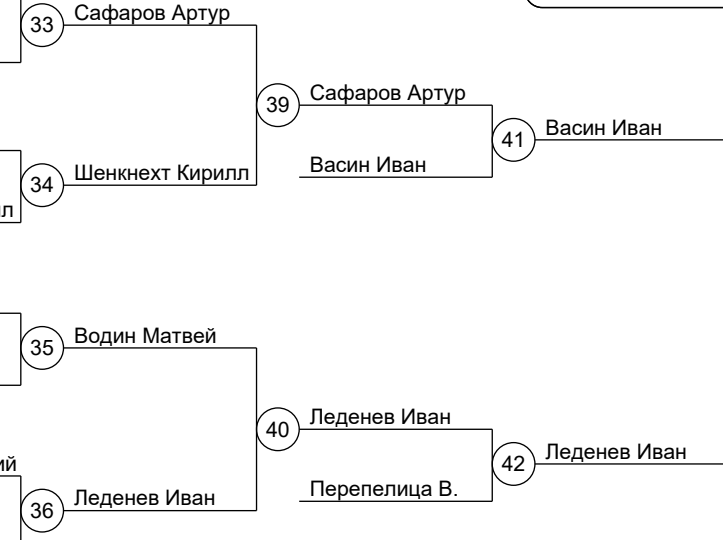 33 Сафаров Артур
39 Сафаров Артур
41 Васин Иван
Васин Иван
34 Шенкнехт Кирилл
35 Водин Матвей
40 Леденев Иван
42 Леденев Иван
Перепелица В.
36 Леденев Иван